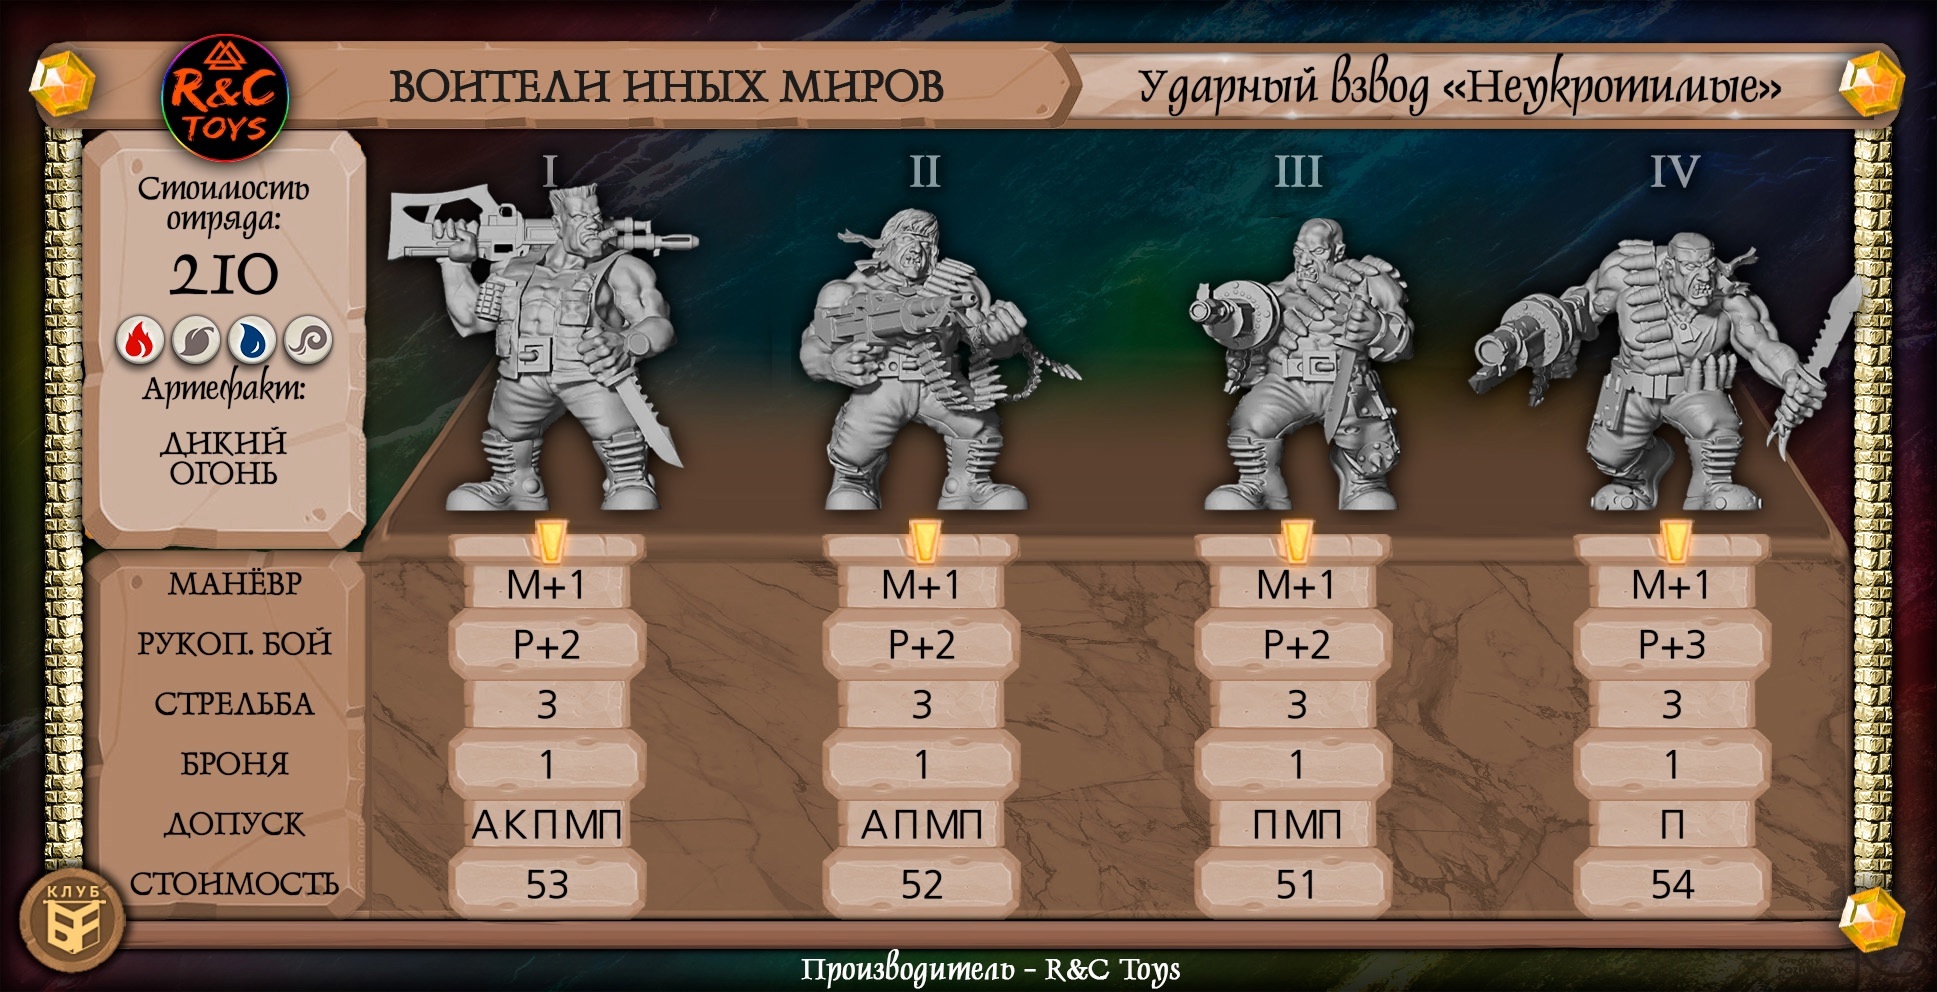 R&C
TOYS
ВОИТЕЛИ ИНЫХ МИРОВ
Ударный взвод «Неукротимые»
Стоимость
отряда:
210
Артефакт:
ДИКИЙ
ОГОНЬ
I II III IV
МАНЁВР М+1 М+1 М+1 М+1
РУКОП. БОЙ Р+2 Р+2 Р+2 Р+3
СТРЕЛЬБА 3 3 3 3
БРОНЯ 1 1 1 1
ДОПУСК АКПМП АПМП ПМП П
СТОИМОСТЬ 53 52 51 54
КЛУБ
Производитель - R&C Toys